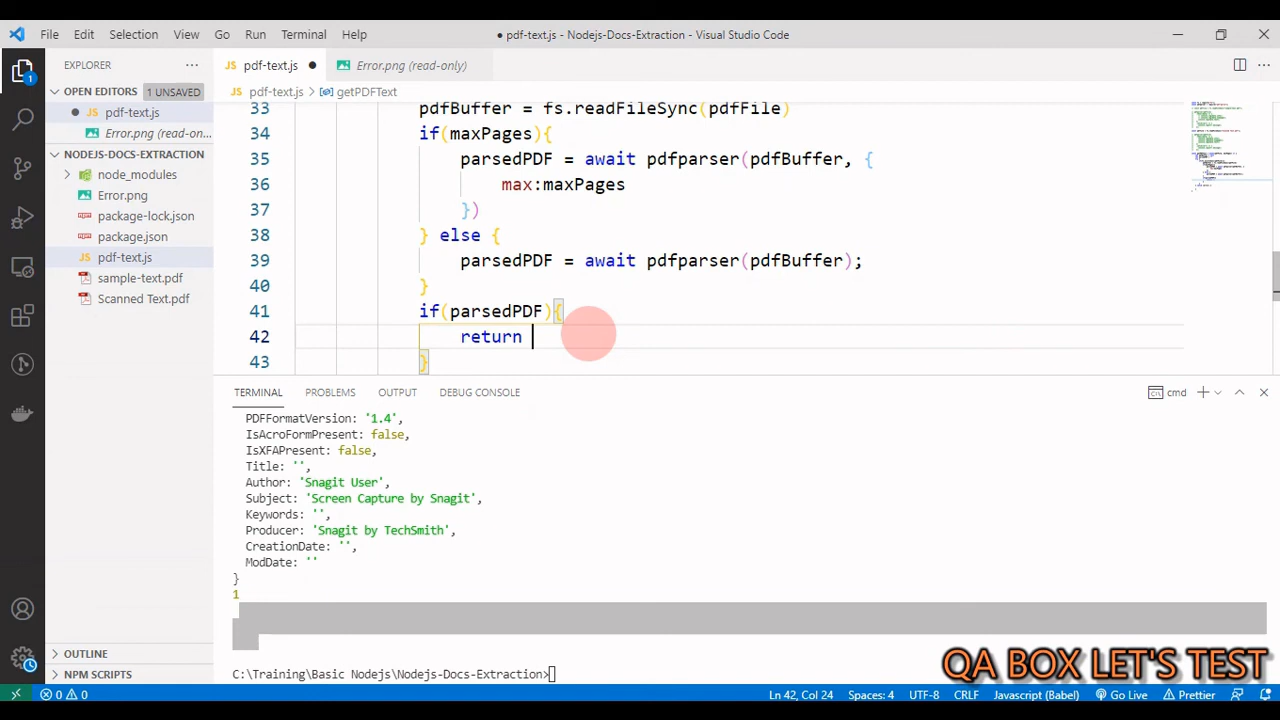 File Edit Selection View Go Run Terminal Help
● pdf-text.js - Nodejs-Docs-Extraction - Visual Studio Code
EXPLORER ···
JS pdf-text.js ●
Error.png (read-only)
JS pdf-text.js > getPDFText
OPEN EDITORS 1 UNSAVED
● JS pdf-text.js
Error.png (read-on...
NODEJS-DOCS-EXTRACTION
node_modules
Error.png
package-lock.json
package.json
JS pdf-text.js
sample-text.pdf
Scanned Text.pdf
OUTLINE
NPM SCRIPTS
33 pdfBuffer = fs.readFileSync(pdfFile)
34 if(maxPages){
35 parsedPDF = await pdfparser(pdfBuffer, {
36 max:maxPages
37 })
38 } else {
39 parsedPDF = await pdfparser(pdfBuffer);
40 }
41 if(parsedPDF){
42 return
43 }
TERMINAL PROBLEMS OUTPUT DEBUG CONSOLE
cmd
PDFFormatVersion: '1.4',
IsAcroFormPresent: false,
IsXFAPresent: false,
Title: '',
Author: 'Snagit User',
Subject: 'Screen Capture by Snagit',
Keywords: '',
Producer: 'Snagit by TechSmith',
CreationDate: '',
ModDate: ''
}
1
C:\Training\Basic Nodejs\Nodejs-Docs-Extraction>
QA BOX LET'S TEST
0 0 Ln 42, Col 24 Spaces: 4 UTF-8 CRLF Javascript (Babel) Go Live Prettier